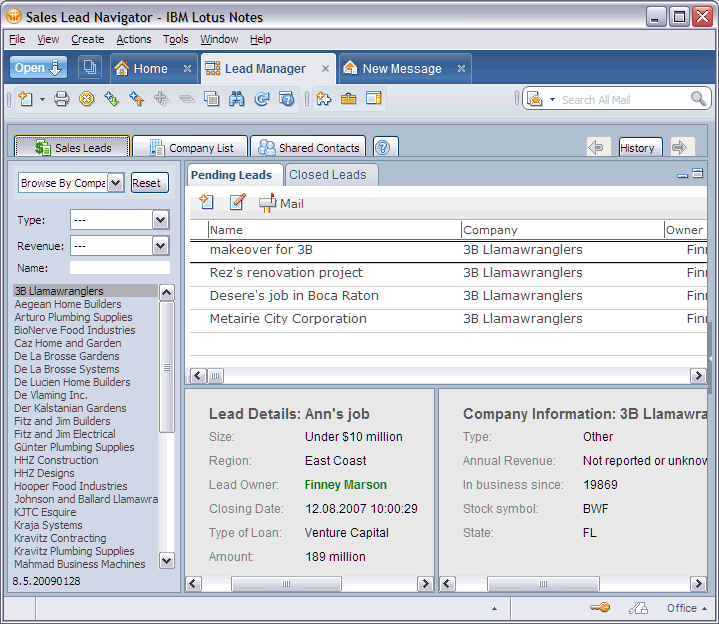 Sales Lead Navigator - IBM Lotus Notes
File View Create Actions Tools Window Help
Open Home Lead Manager New Message
Search All Mail
Sales Leads Company List Shared Contacts History
Browse By Compa Reset
Type: ---
Revenue: ---
Name:
3B Llamawranglers
Aegean Home Builders
Arturo Plumbing Supplies
BioNerve Food Industries
Caz Home and Garden
De La Brosse Gardens
De La Brosse Systems
De Lucien Home Builders
De Vlaming Inc.
Der Kalstanian Gardens
Fitz and Jim Builders
Fitz and Jim Electrical
Günter Plumbing Supplies
HHZ Construction
HHZ Designs
Hooper Food Industries
Johnson and Ballard Llamawra
KJTC Esquire
Kraja Systems
Kravitz Contracting
Kravitz Plumbing Supplies
Mahmad Business Machines
8.5.20090128
Pending Leads Closed Leads
Mail
Name Company Owner
makeover for 3B 3B Llamawranglers Finn
Rez's renovation project 3B Llamawranglers Finn
Desere's job in Boca Raton 3B Llamawranglers Finn
Metairie City Corporation 3B Llamawranglers Finn
Lead Details: Ann's job
Size: Under $10 million
Region: East Coast
Lead Owner: Finney Marson
Closing Date: 12.08.2007 10:00:29
Type of Loan: Venture Capital
Amount: 189 million
Company Information: 3B Llamawra
Type: Other
Annual Revenue: Not reported or unknow
In business since: 19869
Stock symbol: BWF
State: FL
Office